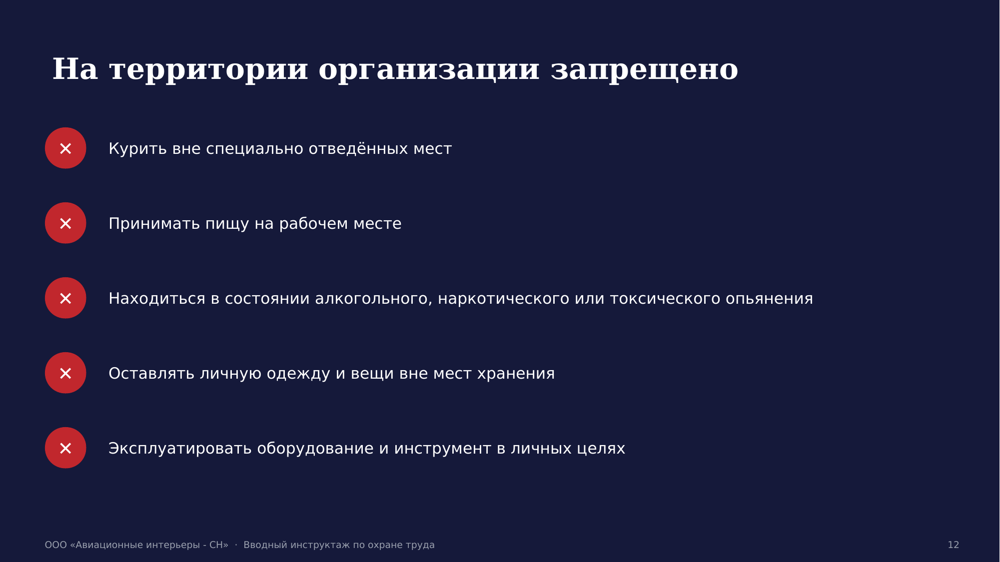 На территории организации запрещено
✕ Курить вне специально отведённых мест
✕ Принимать пищу на рабочем месте
✕ Находиться в состоянии алкогольного, наркотического или токсического опьянения
✕ Оставлять личную одежду и вещи вне мест хранения
✕ Эксплуатировать оборудование и инструмент в личных целях
ООО «Авиационные интерьеры - СН» · Вводный инструктаж по охране труда 12